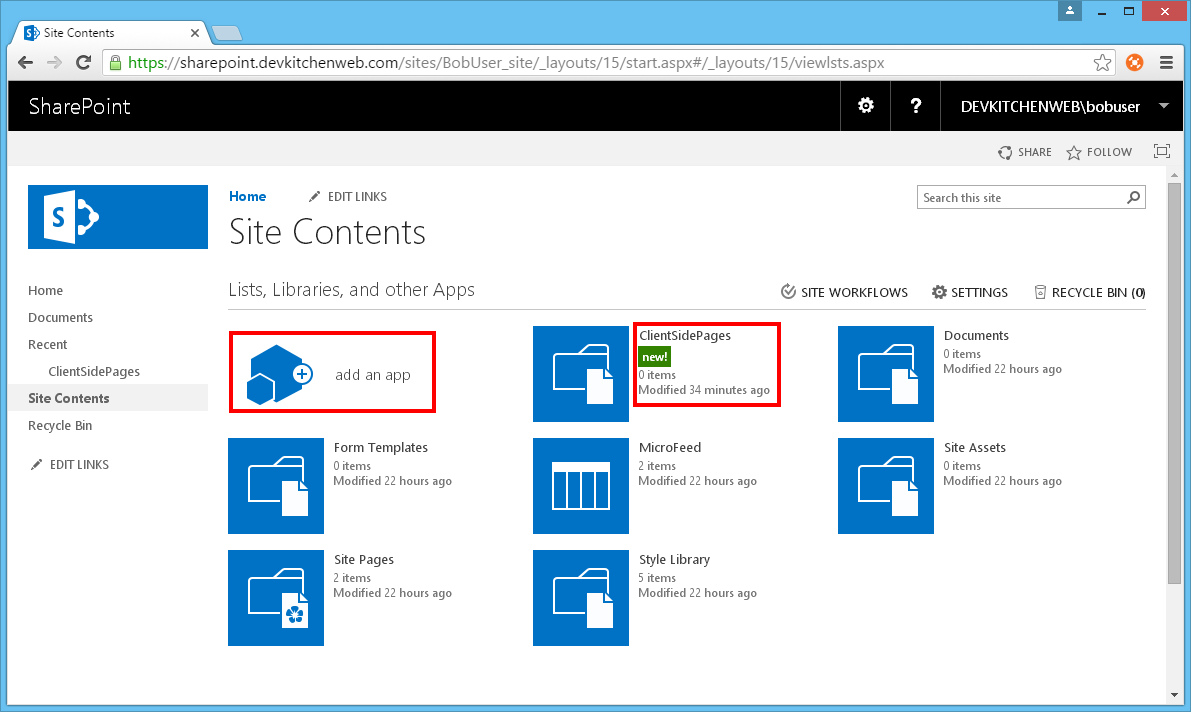 Site Contents
https://sharepoint.devkitchenweb.com/sites/BobUser_site/_layouts/15/start.aspx#/_layouts/15/viewlsts.aspx
SharePoint
?
DEVKITCHENWEB\bobuser
SHARE
FOLLOW
S
Home
EDIT LINKS
Search this site
Site Contents
Home
Documents
Recent
ClientSidePages
Site Contents
Recycle Bin
EDIT LINKS
Lists, Libraries, and other Apps
SITE WORKFLOWS
SETTINGS
RECYCLE BIN (0)
add an app
ClientSidePages
new!
0 items
Modified 34 minutes ago
Documents
0 items
Modified 22 hours ago
Form Templates
0 items
Modified 22 hours ago
MicroFeed
2 items
Modified 22 hours ago
Site Assets
0 items
Modified 22 hours ago
Site Pages
2 items
Modified 22 hours ago
Style Library
5 items
Modified 22 hours ago